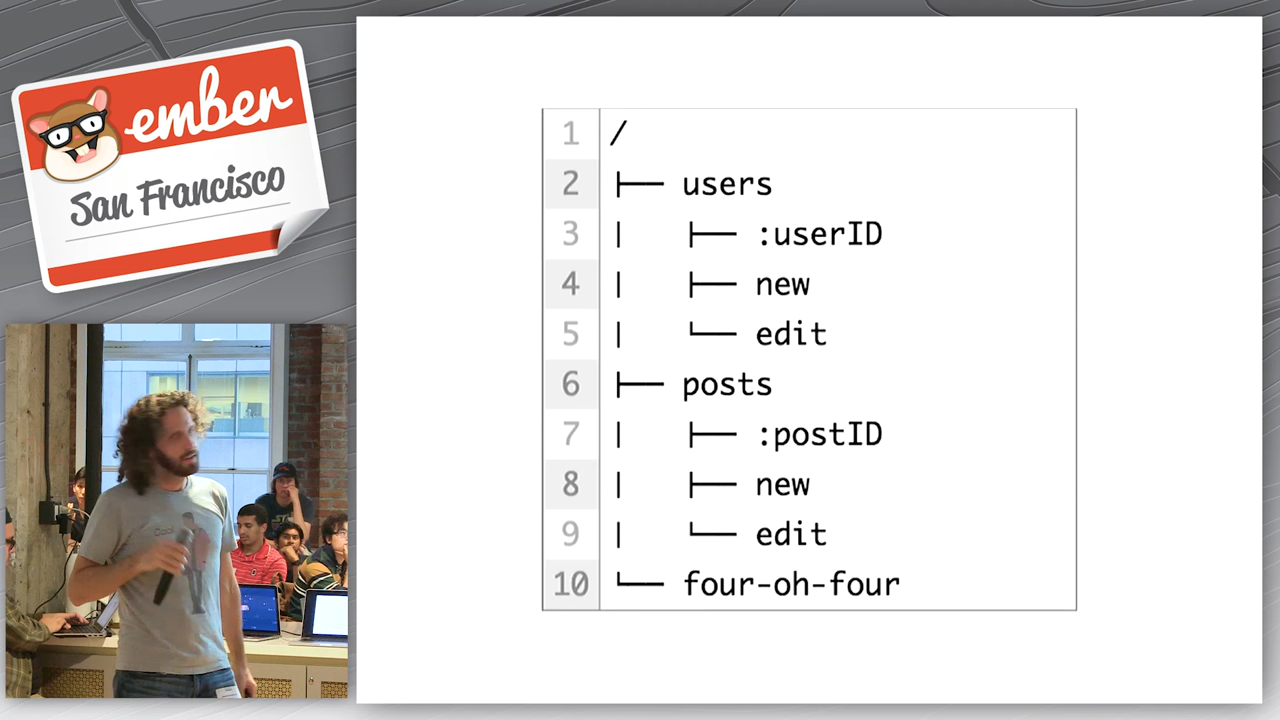 ember
San Francisco
1 /
2 ├── users
3 │   ├── :userID
4 │   ├── new
5 │   └── edit
6 ├── posts
7 │   ├── :postID
8 │   ├── new
9 │   └── edit
10 └── four-oh-four